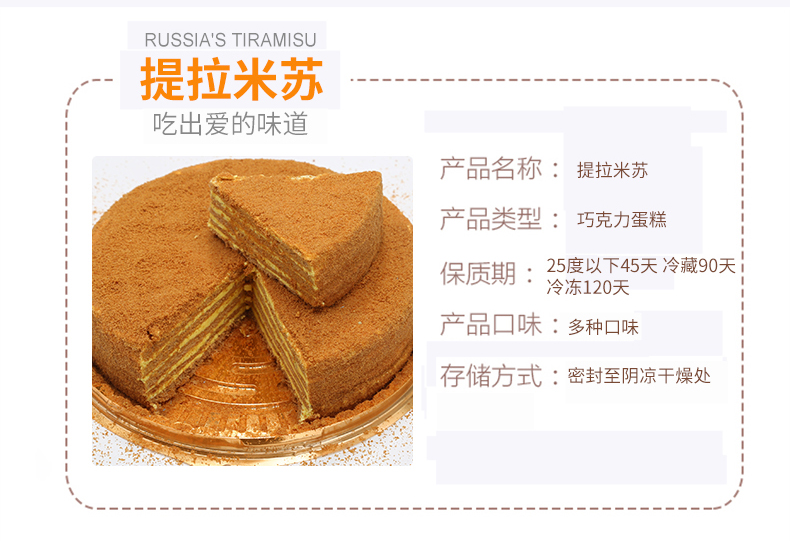 RUSSIA'S TIRAMISU
提拉米苏
吃出爱的味道
产品名称：提拉米苏
产品类型：巧克力蛋糕
保质期：25度以下45天 冷藏90天
冷冻120天
产品口味：多种口味
存储方式：密封至阴凉干燥处